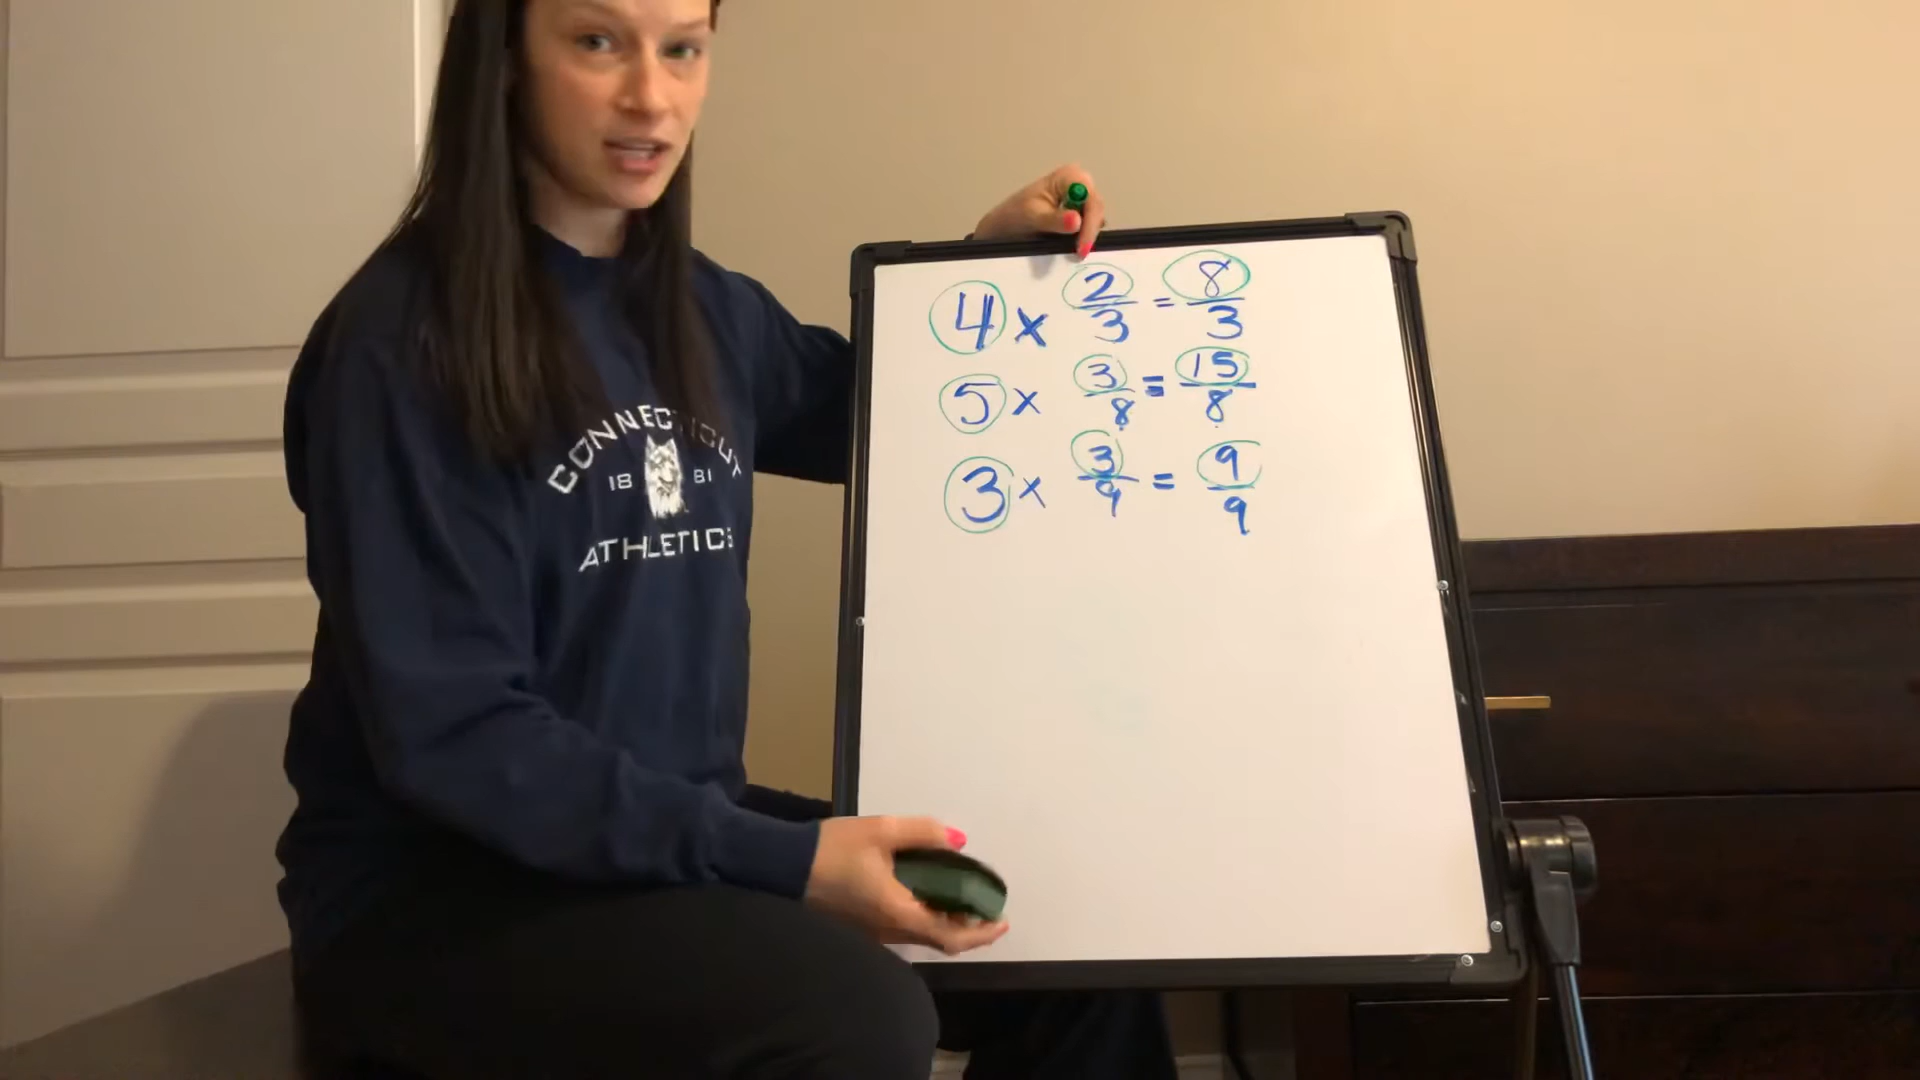 CONNECTICUT
18 81
ATHLETICS
4 x 2/3 = 8/3
5 x 3/8 = 15/8
3 x 3/9 = 9/9